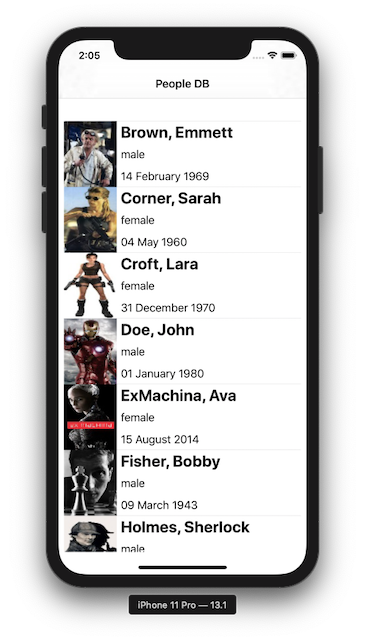 2:05
People DB
Brown, Emmett
male
14 February 1969
Corner, Sarah
female
04 May 1960
Croft, Lara
female
31 December 1970
Doe, John
male
01 January 1980
ExMachina, Ava
female
15 August 2014
Fisher, Bobby
male
09 March 1943
Holmes, Sherlock
male
iPhone 11 Pro — 13.1